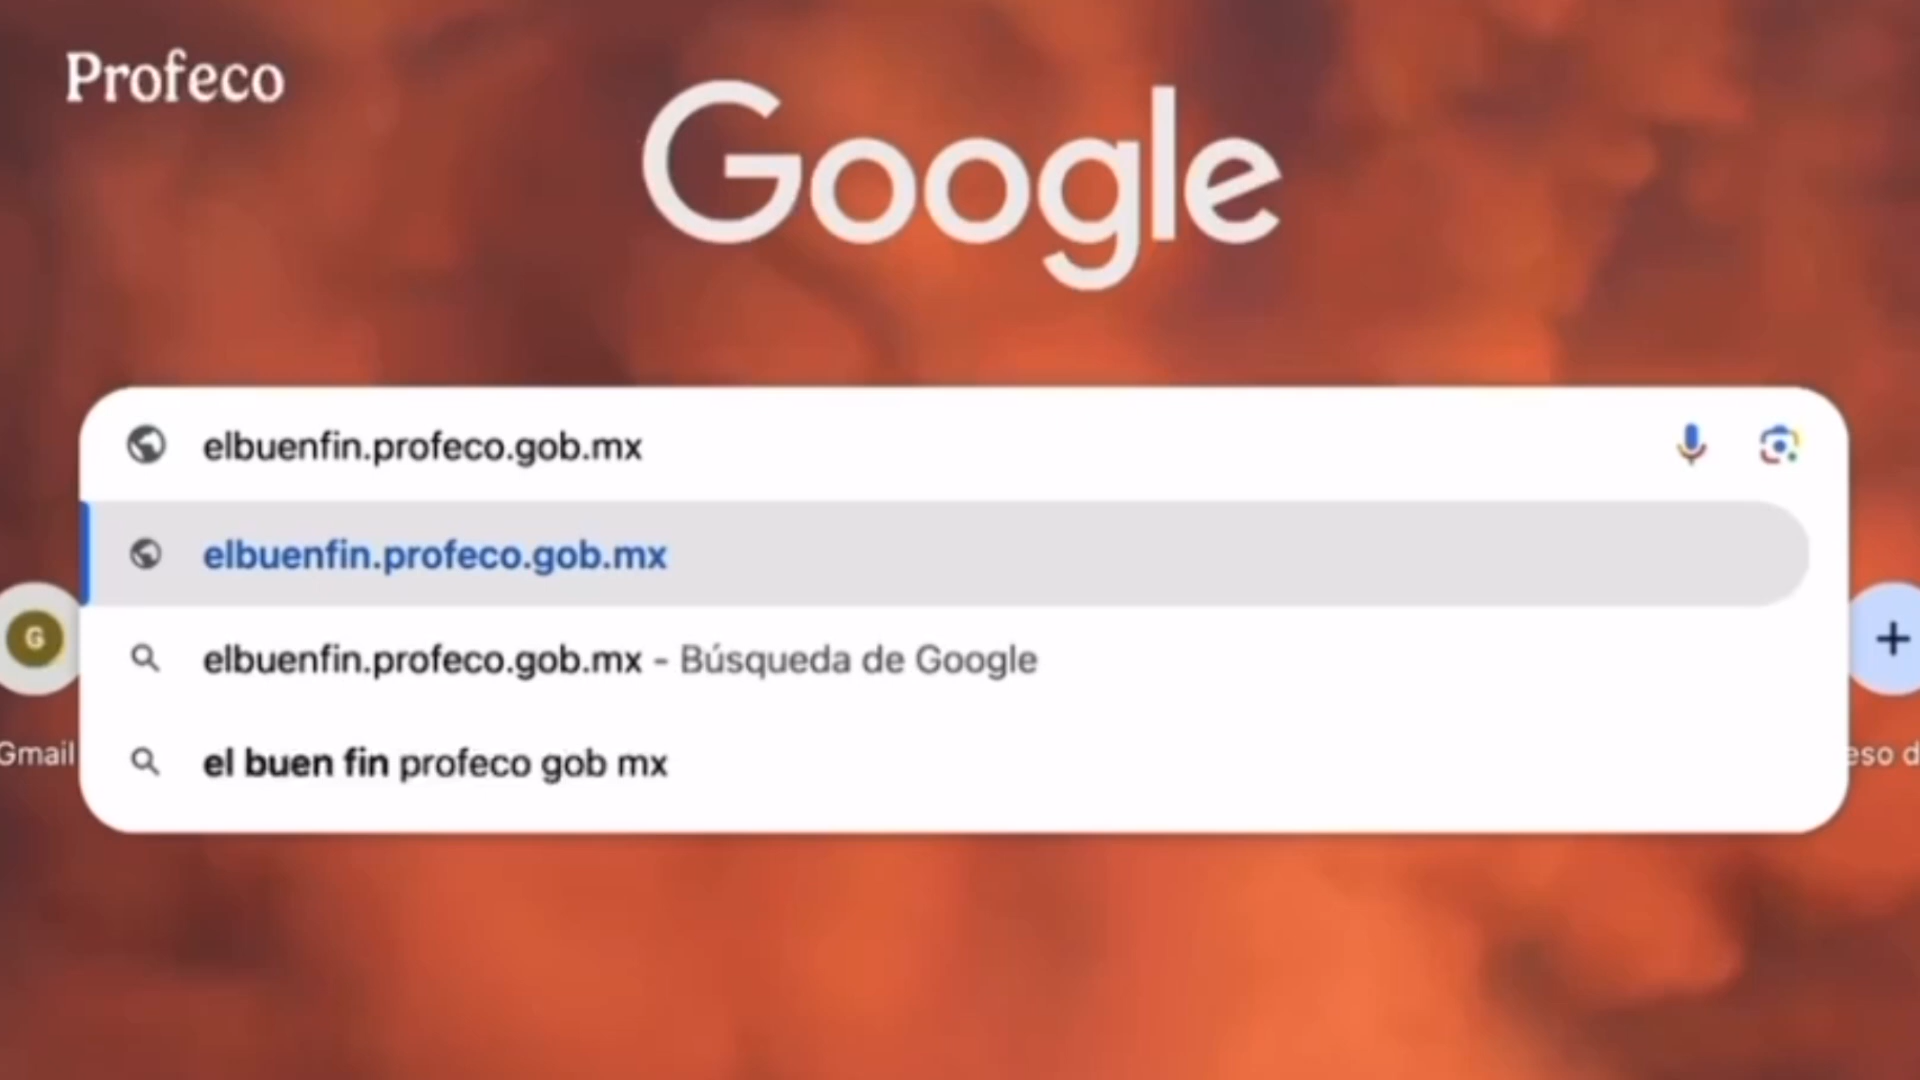 Profeco
Google
elbuenfin.profeco.gob.mx
elbuenfin.profeco.gob.mx
elbuenfin.profeco.gob.mx - Búsqueda de Google
el buen fin profeco gob mx
G
Gmail
eso d